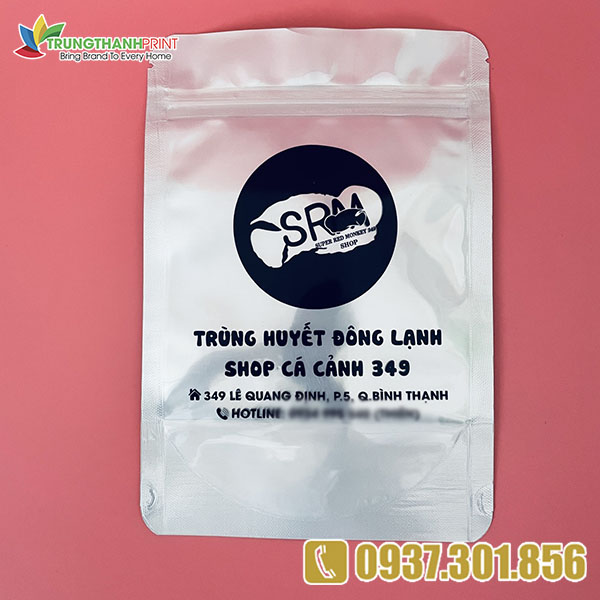 TRUNGTHANHPRINT
Bring Brand To Every Home
SRM
SUPER RED MONKEY
SHOP
TRÙNG HUYẾT ĐÔNG LẠNH
SHOP CÁ CẢNH 349
349 LÊ QUANG ĐỊNH, P.5, Q.BÌNH THẠNH
HOTLINE:
0937.301.856